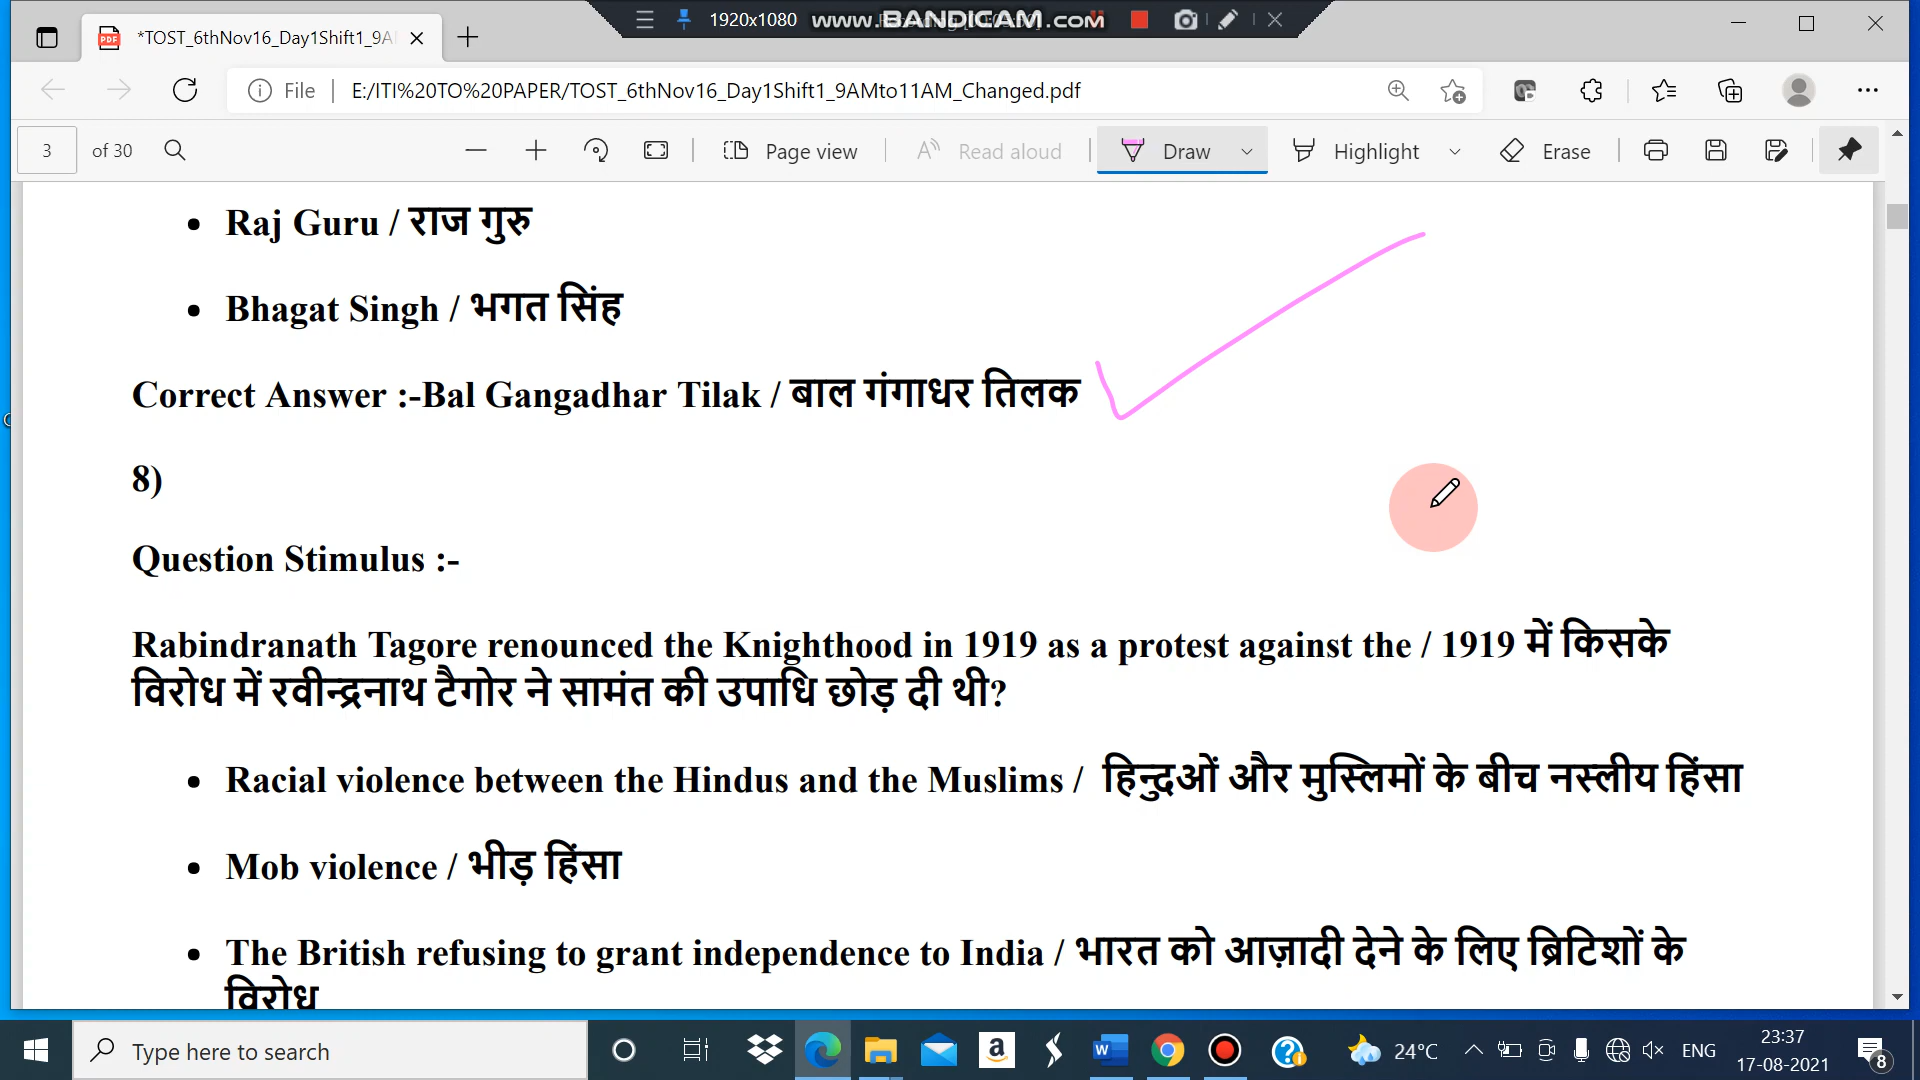 1920x1080 www.BANDICAM.com
*TOST_6thNov16_Day1Shift1_9A
File E:/ITI%20TO%20PAPER/TOST_6thNov16_Day1Shift1_9AMto11AM_Changed.pdf
3 of 30 Page view Read aloud Draw Highlight Erase
• Raj Guru / राज गुरु
• Bhagat Singh / भगत सिंह
Correct Answer :-Bal Gangadhar Tilak / बाल गंगाधर तिलक
8)
Question Stimulus :-
Rabindranath Tagore renounced the Knighthood in 1919 as a protest against the / 1919 में किसके
विरोध में रवीन्द्रनाथ टैगोर ने सामंत की उपाधि छोड़ दी थी?
• Racial violence between the Hindus and the Muslims / हिन्दुओं और मुस्लिमों के बीच नस्लीय हिंसा
• Mob violence / भीड़ हिंसा
• The British refusing to grant independence to India / भारत को आज़ादी देने के लिए ब्रिटिशों के
विरोध
Type here to search
24°C ENG 23:37
17-08-2021
8